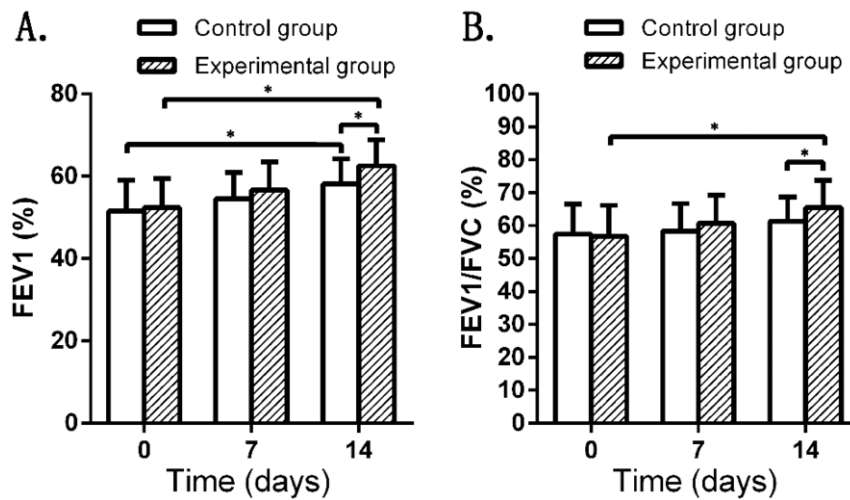 A.
Control group
Experimental group
80
60
40
20
0
FEV1 (%)
*
*
*
0 7 14
Time (days)
B.
Control group
Experimental group
100
90
80
70
60
50
40
30
20
10
0
FEV1/FVC (%)
*
*
0 7 14
Time (days)